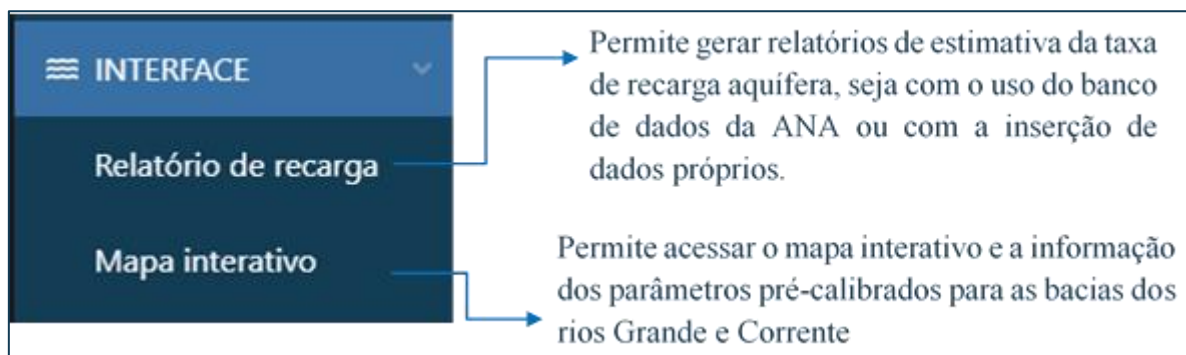 INTERFACE
Relatório de recarga
Mapa interativo
Permite gerar relatórios de estimativa da taxa
de recarga aquífera, seja com o uso do banco
de dados da ANA ou com a inserção de
dados próprios.
Permite acessar o mapa interativo e a informação
dos parâmetros pré-calibrados para as bacias dos
rios Grande e Corrente